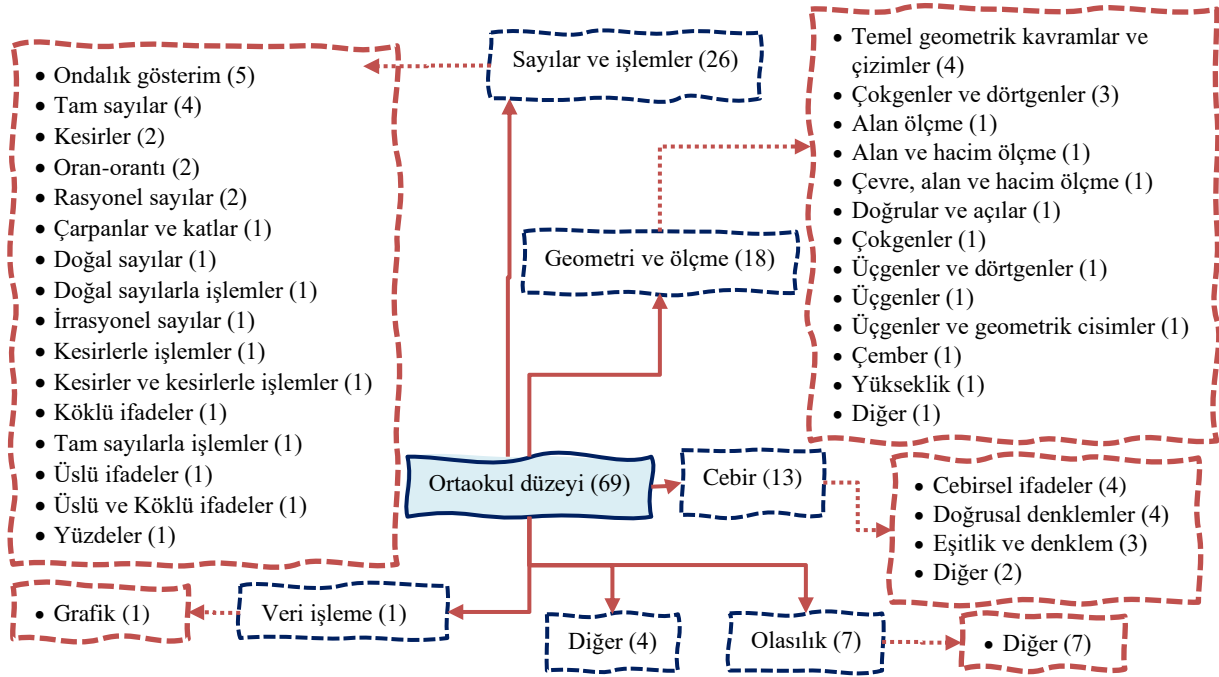 Sayılar ve işlemler (26)
• Ondalık gösterim (5)
• Tam sayılar (4)
• Kesirler (2)
• Oran-orantı (2)
• Rasyonel sayılar (2)
• Çarpanlar ve katlar (1)
• Doğal sayılar (1)
• Doğal sayılarla işlemler (1)
• İrrasyonel sayılar (1)
• Kesirlerle işlemler (1)
• Kesirler ve kesirlerle işlemler (1)
• Köklü ifadeler (1)
• Tam sayılarla işlemler (1)
• Üslü ifadeler (1)
• Üslü ve Köklü ifadeler (1)
• Yüzdeler (1)
Geometri ve ölçme (18)
• Temel geometrik kavramlar ve
çizimler (4)
• Çokgenler ve dörtgenler (3)
• Alan ölçme (1)
• Alan ve hacim ölçme (1)
• Çevre, alan ve hacim ölçme (1)
• Doğrular ve açılar (1)
• Çokgenler (1)
• Üçgenler ve dörtgenler (1)
• Üçgenler (1)
• Üçgenler ve geometrik cisimler (1)
• Çember (1)
• Yükseklik (1)
• Diğer (1)
Ortaokul düzeyi (69)
Cebir (13)
• Cebirsel ifadeler (4)
• Doğrusal denklemler (4)
• Eşitlik ve denklem (3)
• Diğer (2)
• Grafik (1)
Veri işleme (1)
Diğer (4)
Olasılık (7)
• Diğer (7)